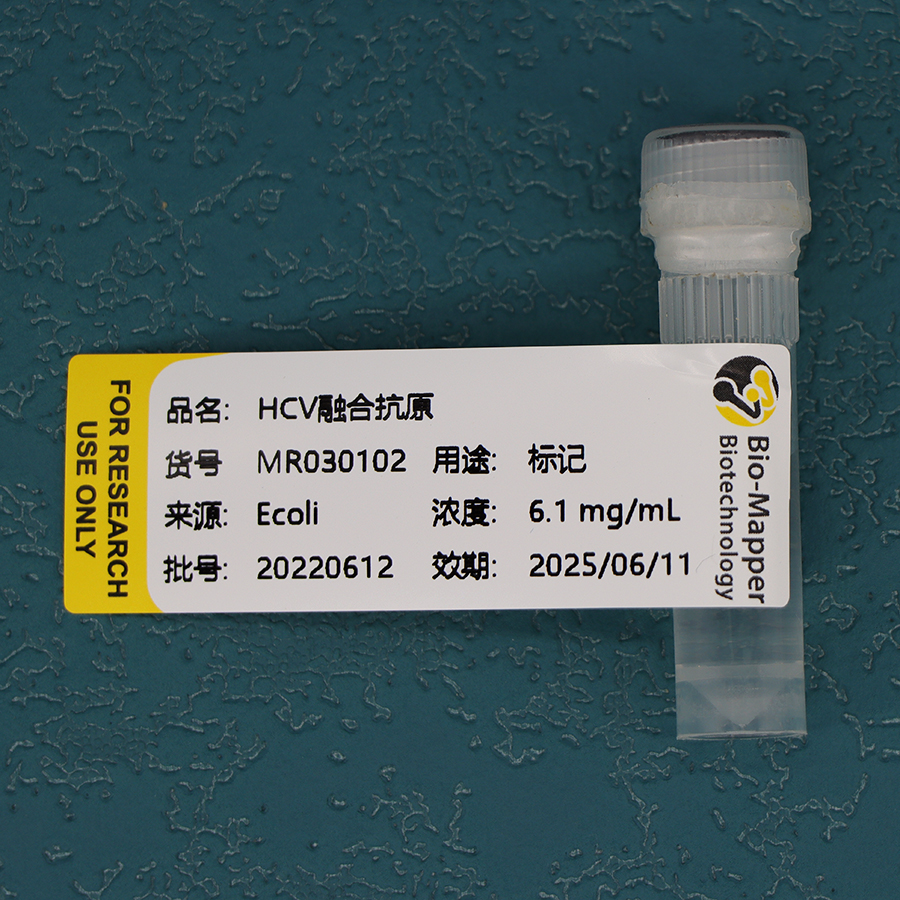 FOR RESEARCH
USE ONLY
品名: HCV融合抗原
货号 MR030102 用途: 标记
来源: Ecoli 浓度: 6.1 mg/mL
批号: 20220612 效期: 2025/06/11
Bio-Mapper
Biotechnology